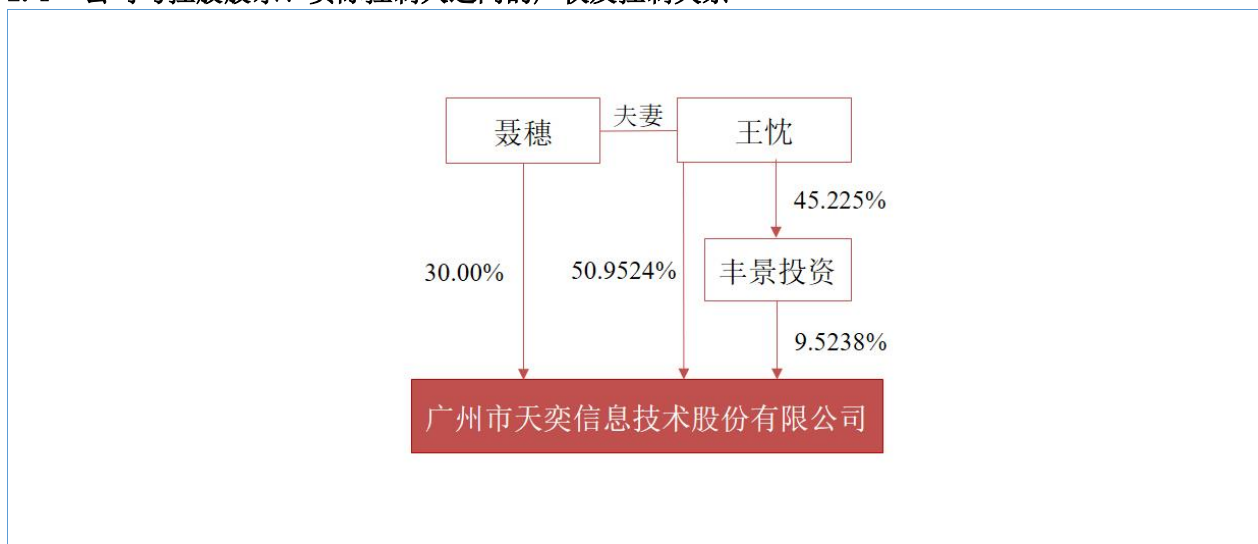 聂穗
夫妻
王忱
45.225%
30.00%
50.9524%
丰景投资
9.5238%
广州市天奕信息技术股份有限公司